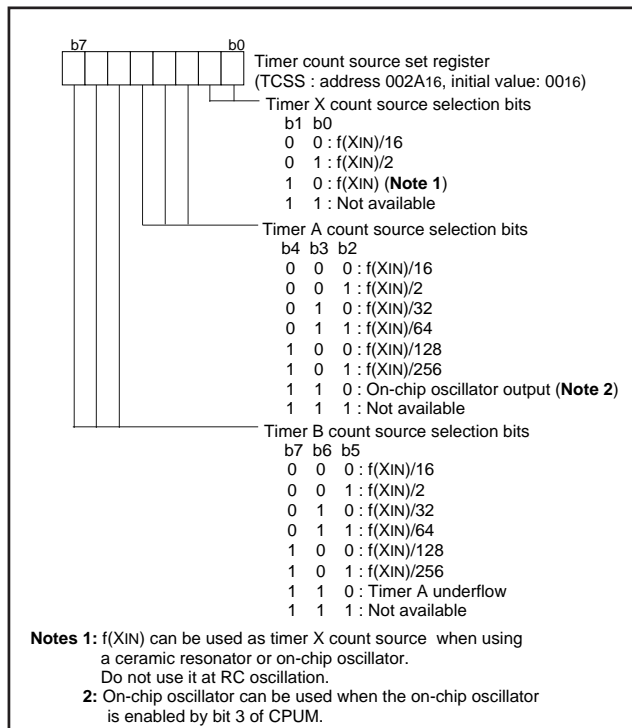 b7 b0
Timer count source set register
(TCSS : address 002A16, initial value: 0016)
Timer X count source selection bits
b1 b0
0 0 : f(XIN)/16
0 1 : f(XIN)/2
1 0 : f(XIN) (Note 1)
1 1 : Not available
Timer A count source selection bits
b4 b3 b2
0 0 0 : f(XIN)/16
0 0 1 : f(XIN)/2
0 1 0 : f(XIN)/32
0 1 1 : f(XIN)/64
1 0 0 : f(XIN)/128
1 0 1 : f(XIN)/256
1 1 0 : On-chip oscillator output (Note 2)
1 1 1 : Not available
Timer B count source selection bits
b7 b6 b5
0 0 0 : f(XIN)/16
0 0 1 : f(XIN)/2
0 1 0 : f(XIN)/32
0 1 1 : f(XIN)/64
1 0 0 : f(XIN)/128
1 0 1 : f(XIN)/256
1 1 0 : Timer A underflow
1 1 1 : Not available
Notes 1: f(XIN) can be used as timer X count source when using
a ceramic resonator or on-chip oscillator.
Do not use it at RC oscillation.
2: On-chip oscillator can be used when the on-chip oscillator
is enabled by bit 3 of CPUM.